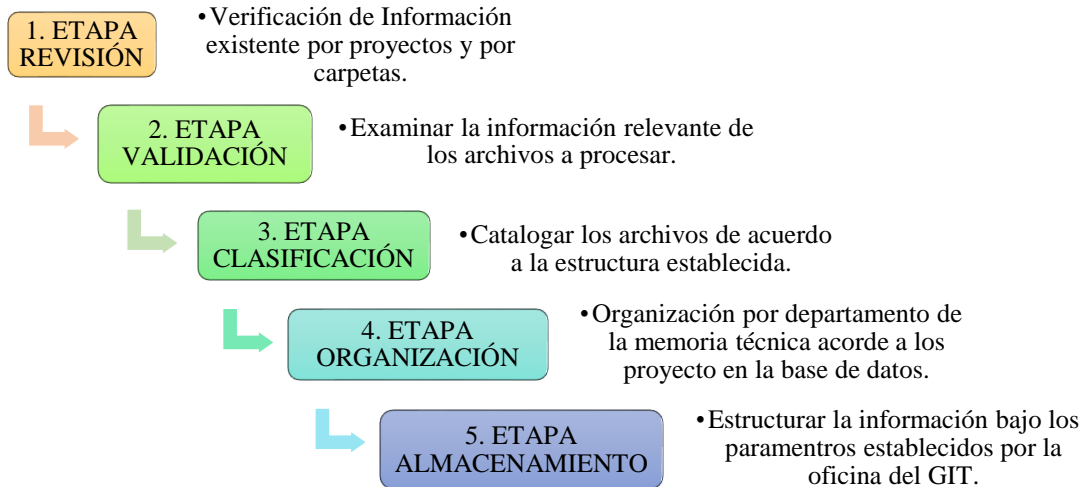 1. ETAPA
REVISIÓN
•Verificación de Información
existente por proyectos y por
carpetas.
2. ETAPA
VALIDACIÓN
•Examinar la información relevante de
los archivos a procesar.
3. ETAPA
CLASIFICACIÓN
•Catalogar los archivos de acuerdo
a la estructura establecida.
4. ETAPA
ORGANIZACIÓN
•Organización por departamento de
la memoria técnica acorde a los
proyecto en la base de datos.
5. ETAPA
ALMACENAMIENTO
•Estructurar la información bajo los
paramentros establecidos por la
oficina del GIT.